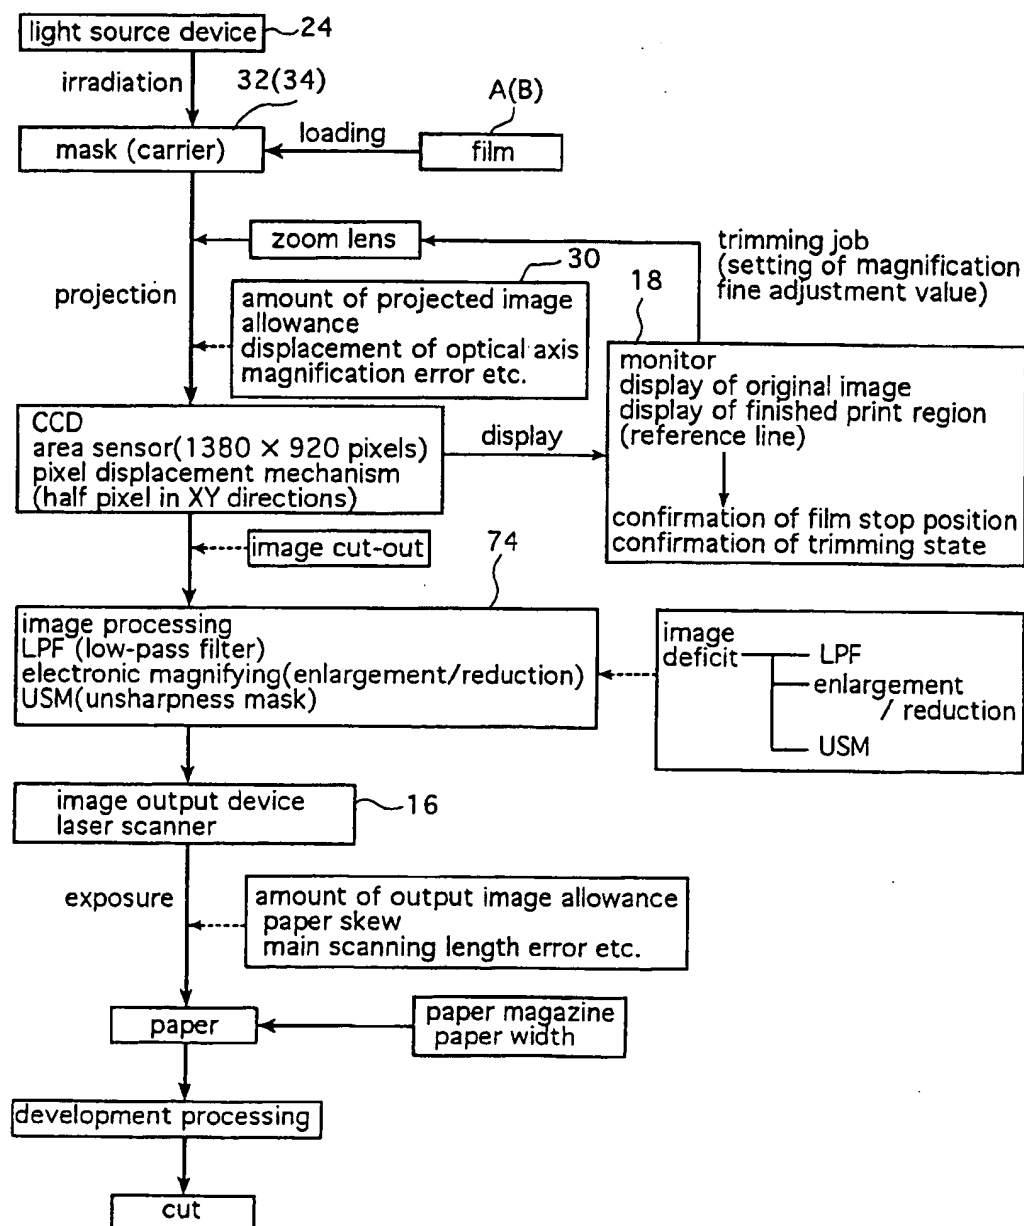 light source device
24
irradiation
32(34)
A(B)
mask (carrier)
loading
film
zoom lens
trimming job
(setting of magnification
fine adjustment value)
30
18
projection
amount of projected image
allowance
displacement of optical axis
magnification error etc.
monitor
display of original image
display of finished print region
(reference line)
confirmation of film stop position
confirmation of trimming state
CCD
area sensor(1380 × 920 pixels)
pixel displacement mechanism
(half pixel in XY directions)
display
image cut-out
74
image processing
LPF (low-pass filter)
electronic magnifying(enlargement/reduction)
USM(unsharpness mask)
image
deficit
LPF
enlargement
/ reduction
USM
image output device
laser scanner
16
exposure
amount of output image allowance
paper skew
main scanning length error etc.
paper
paper magazine
paper width
development processing
cut